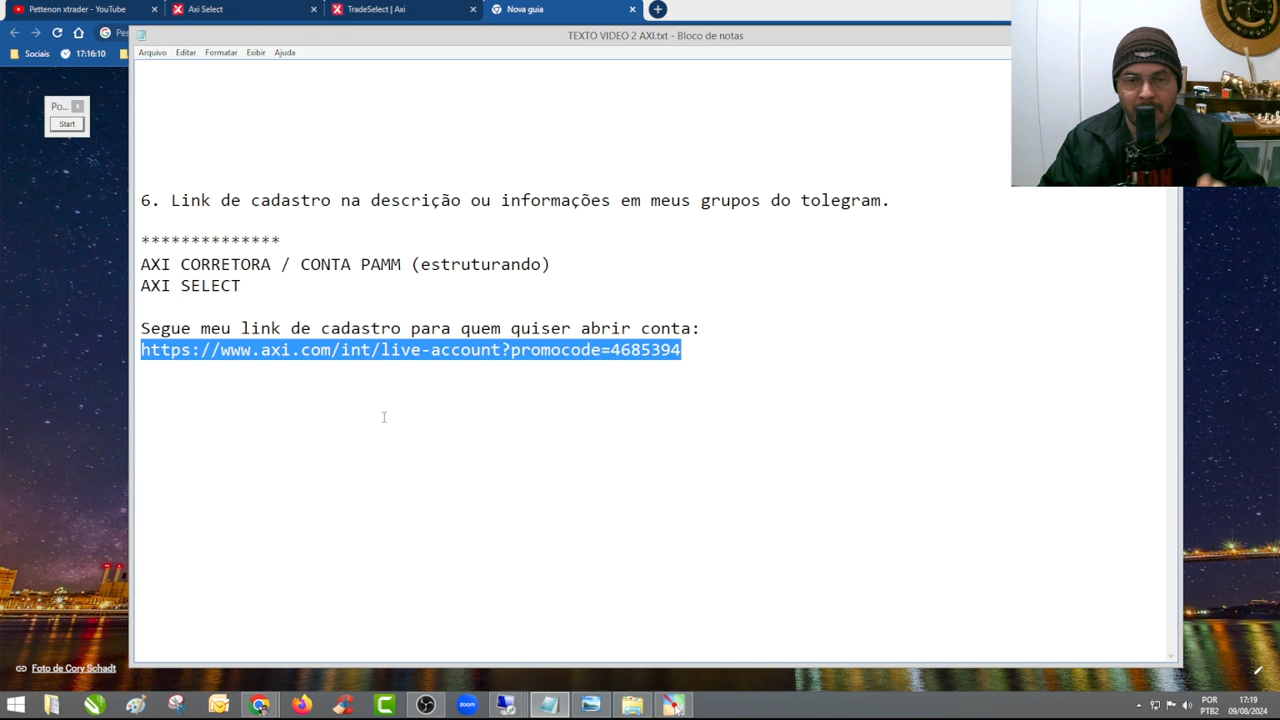 Pettenon xtrader - YouTube
Axi Select
TradeSelect | Axi
Nova guia
TEXTO VIDEO 2 AXI.txt - Bloco de notas
Sociais
17:16:10
Arquivo Editar Formatar Exibir Ajuda
Po...
Start
6. Link de cadastro na descrição ou informações em meus grupos do tolegram.
**************
AXI CORRETORA / CONTA PAMM (estruturando)
AXI SELECT
Segue meu link de cadastro para quem quiser abrir conta:
https://www.axi.com/int/live-account?promocode=4685394
Foto de Cory Schadt
zoom
POR
PTB2
17:19
09/08/2024